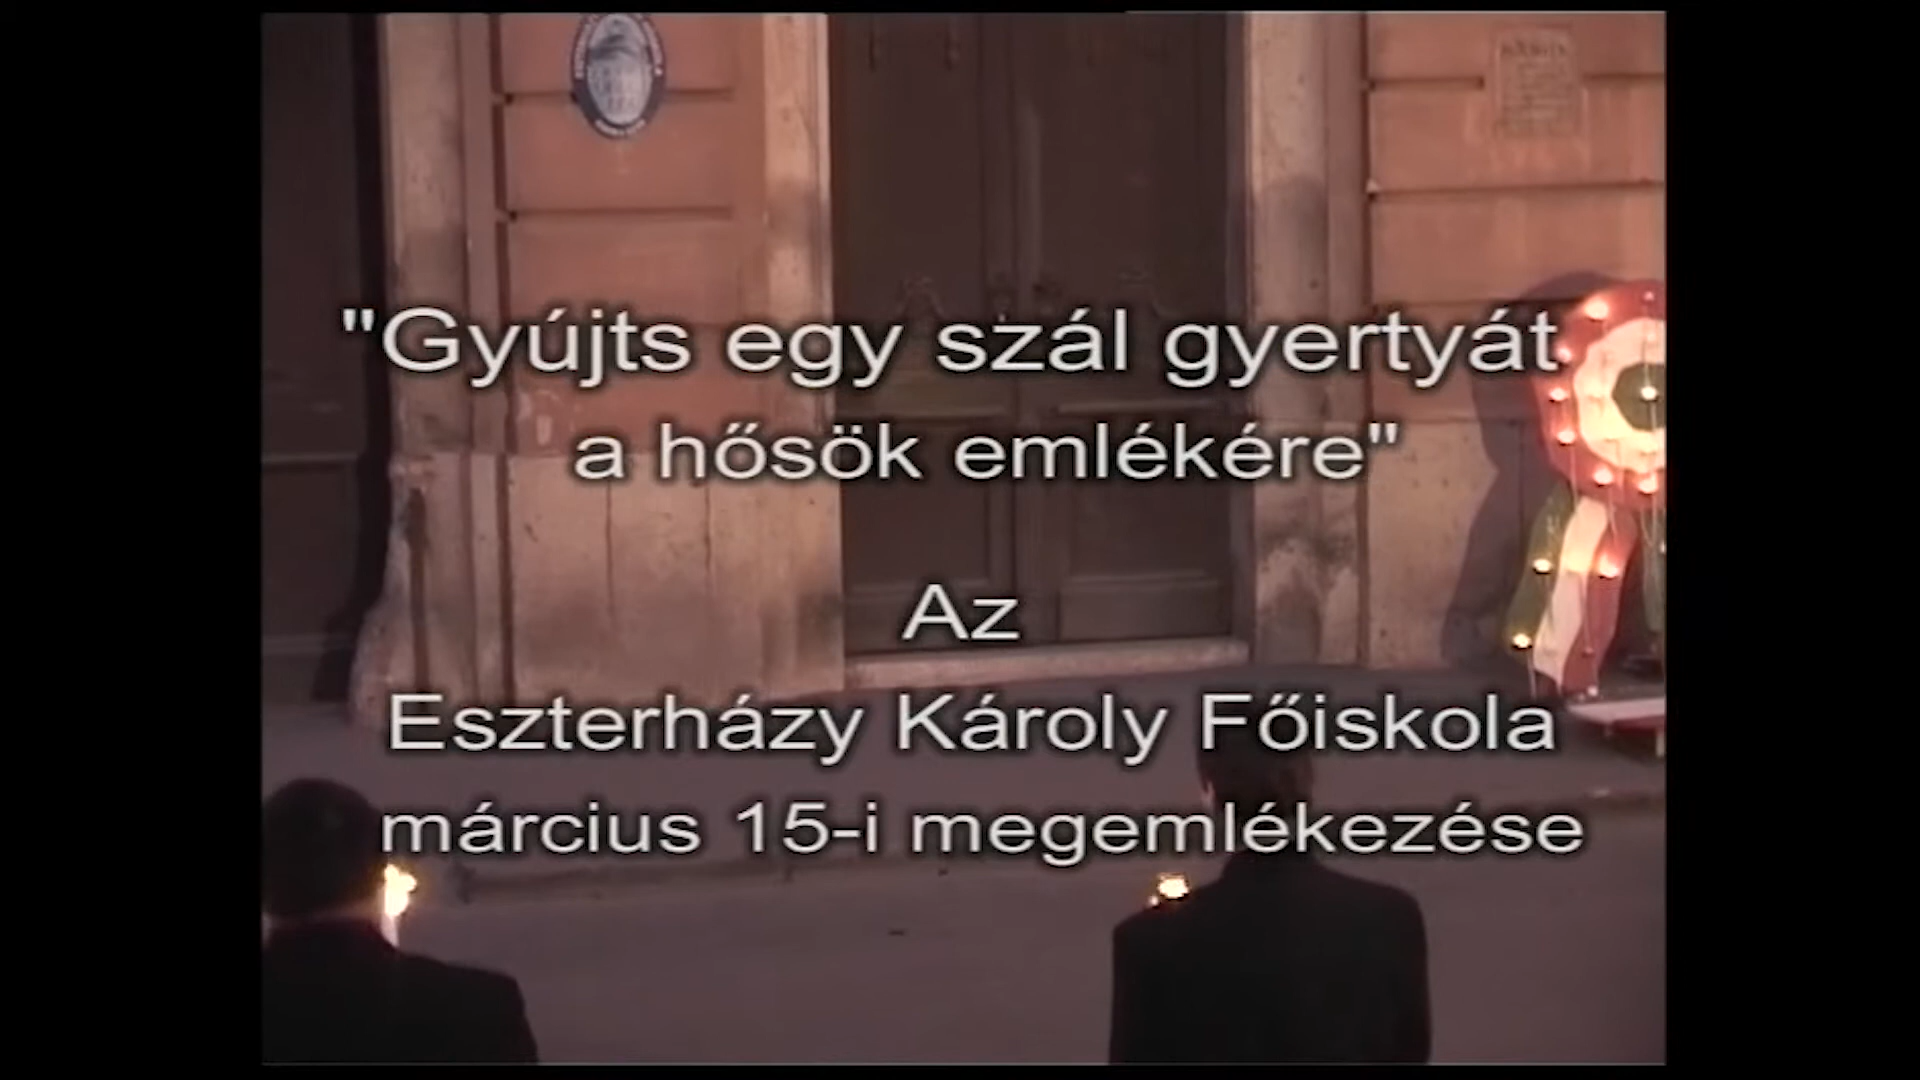 "Gyújts egy szál gyertyát
a hősök emlékére"
Az
Eszterházy Károly Főiskola
március 15-i megemlékezése